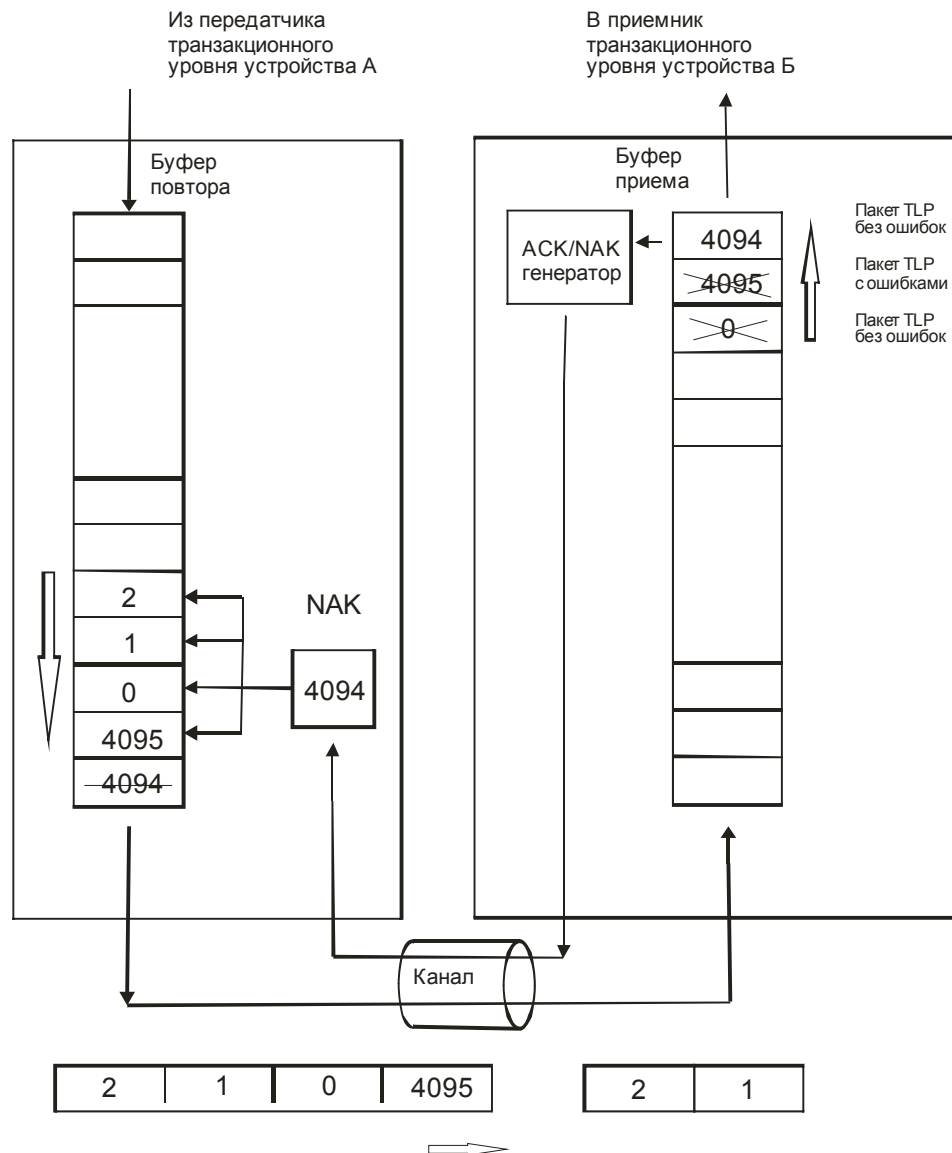 Из передатчика
транзакционного
уровня устройства А
В приемник
транзакционного
уровня устройства Б
Буфер
повтора
Буфер
приема
ACK/NAK
генератор
4094
4095
0
Пакет TLP
без ошибок
Пакет TLP
с ошибками
Пакет TLP
без ошибок
2
1
0
4095
4094
NAK
4094
Канал
2 1 0 4095
2 1